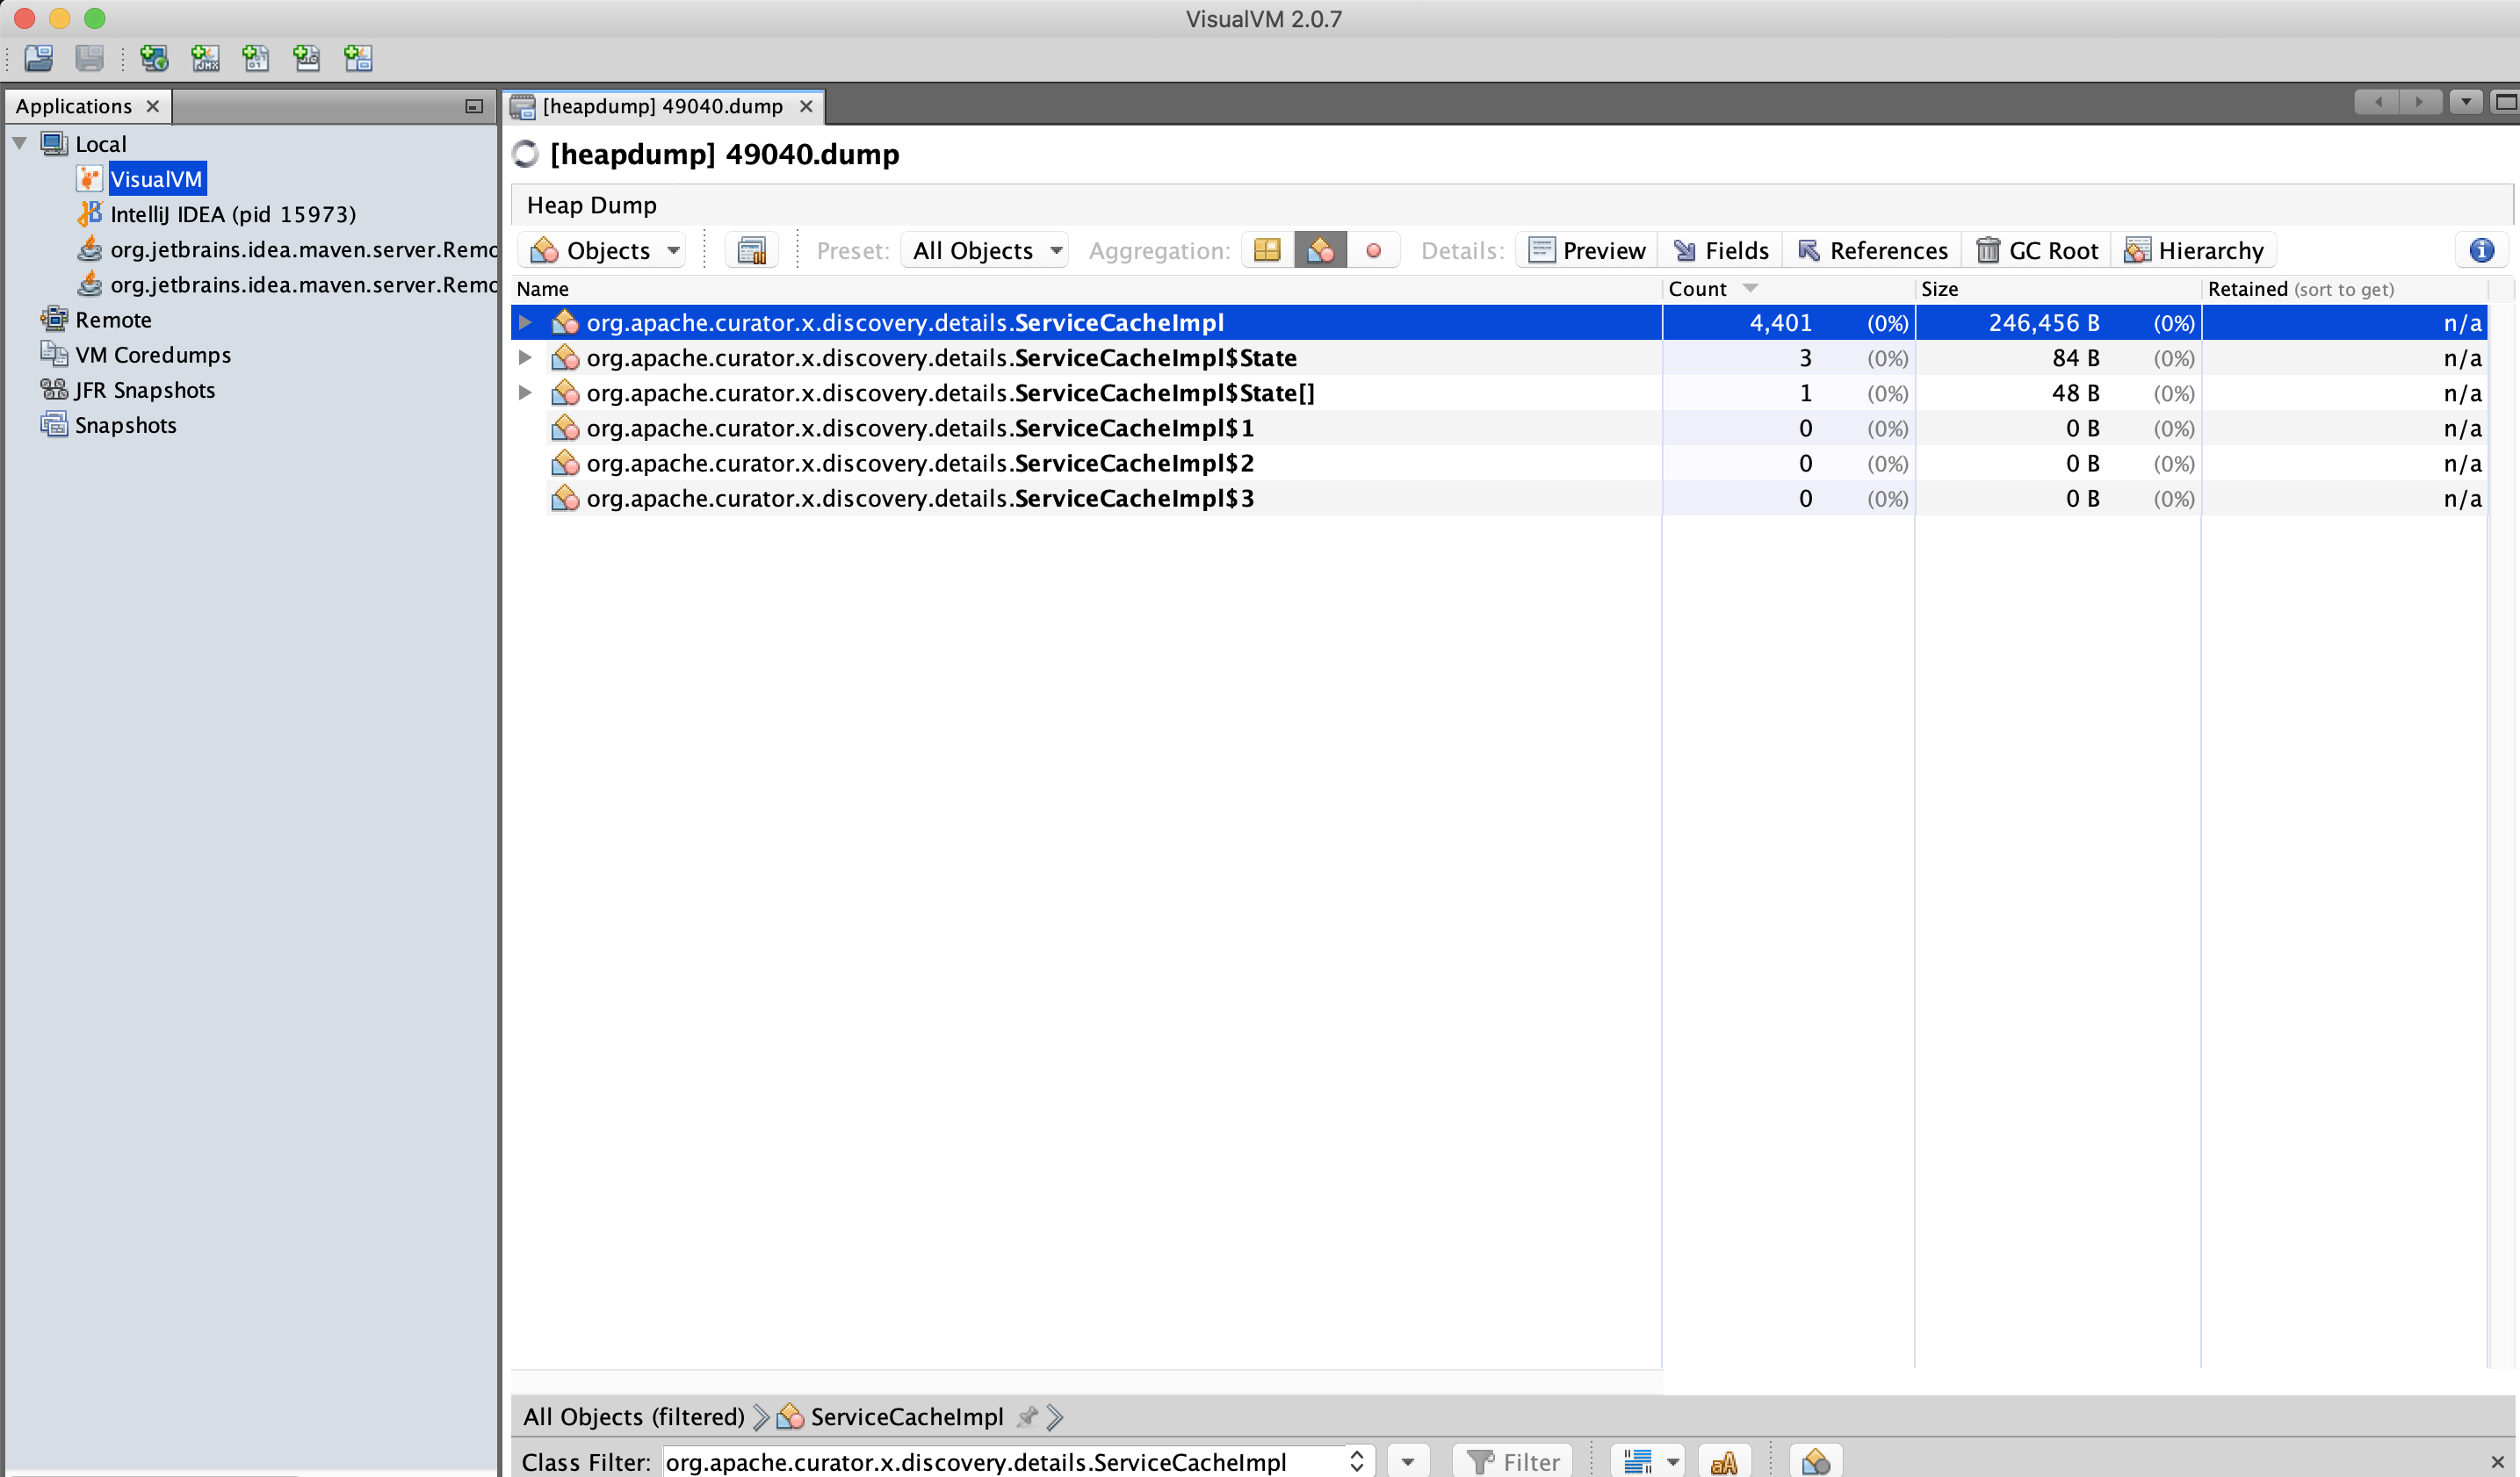 VisualVM 2.0.7
Applications
[heapdump] 49040.dump
Local
VisualVM
IntelliJ IDEA (pid 15973)
org.jetbrains.idea.maven.server.Remo
org.jetbrains.idea.maven.server.Remo
Remote
VM Coredumps
JFR Snapshots
Snapshots
[heapdump] 49040.dump
Heap Dump
Objects Preset: All Objects Aggregation: Details: Preview Fields References GC Root Hierarchy
Name Count Size Retained (sort to get)
org.apache.curator.x.discovery.details.ServiceCacheImpl 4,401 (0%) 246,456 B (0%) n/a
org.apache.curator.x.discovery.details.ServiceCacheImpl$State 3 (0%) 84 B (0%) n/a
org.apache.curator.x.discovery.details.ServiceCacheImpl$State[] 1 (0%) 48 B (0%) n/a
org.apache.curator.x.discovery.details.ServiceCacheImpl$1 0 (0%) 0 B (0%) n/a
org.apache.curator.x.discovery.details.ServiceCacheImpl$2 0 (0%) 0 B (0%) n/a
org.apache.curator.x.discovery.details.ServiceCacheImpl$3 0 (0%) 0 B (0%) n/a
All Objects (filtered) ServiceCacheImpl
Class Filter: org.apache.curator.x.discovery.details.ServiceCacheImpl Filter aA